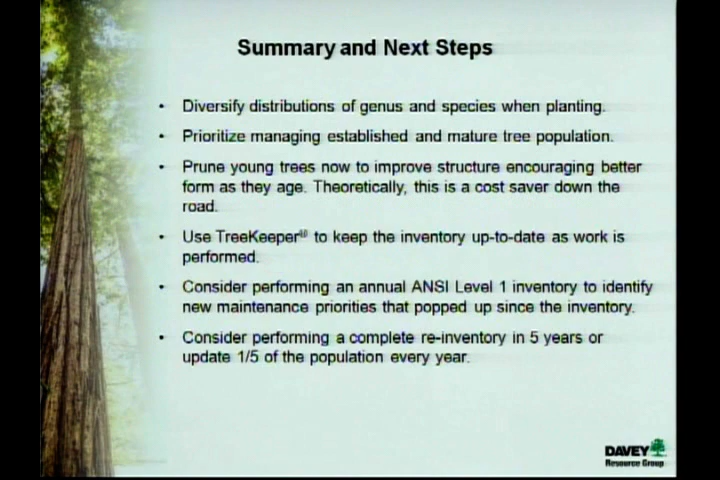 Summary and Next Steps
• Diversify distributions of genus and species when planting.
• Prioritize managing established and mature tree population.
• Prune young trees now to improve structure encouraging better
form as they age. Theoretically, this is a cost saver down the
road.
• Use TreeKeeper® to keep the inventory up-to-date as work is
performed.
• Consider performing an annual ANSI Level 1 inventory to identify
new maintenance priorities that popped up since the inventory.
• Consider performing a complete re-inventory in 5 years or
update 1/5 of the population every year.
DAVEY
Resource Group